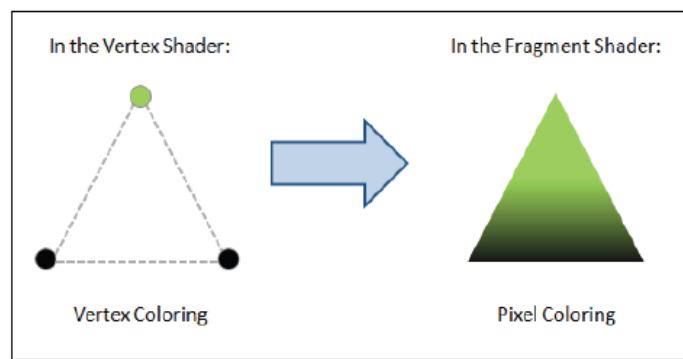 In the Vertex Shader:
In the Fragment Shader:
Vertex Coloring
Pixel Coloring